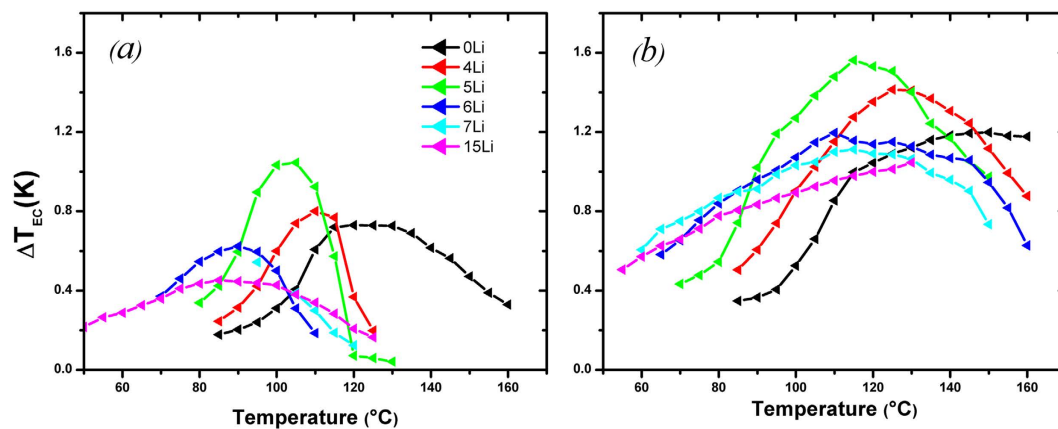 (a)
0Li
4Li
5Li
6Li
7Li
15Li
ΔT_EC(K)
1.6
1.2
0.8
0.4
0.0
60 80 100 120 140 160
Temperature (°C)
(b)
1.6
1.2
0.8
0.4
0.0
60 80 100 120 140 160
Temperature (°C)